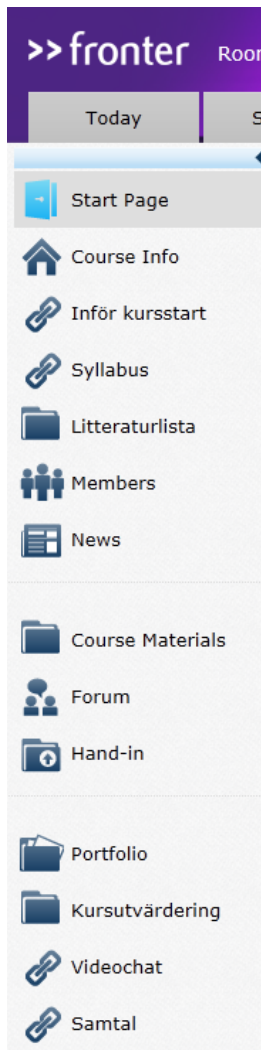 >>fronter Roor
Today S
Start Page
Course Info
Inför kursstart
Syllabus
Litteraturlista
Members
News
Course Materials
Forum
Hand-in
Portfolio
Kursutvärdering
Videochat
Samtal